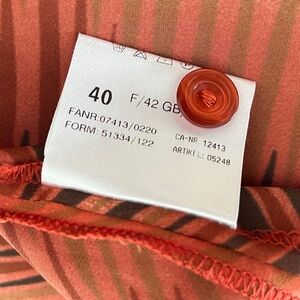 40 F/42 GB
FANR:07413/0220
FORM: 51334/122
CA-NR 12413
ARTIKEL: 05248